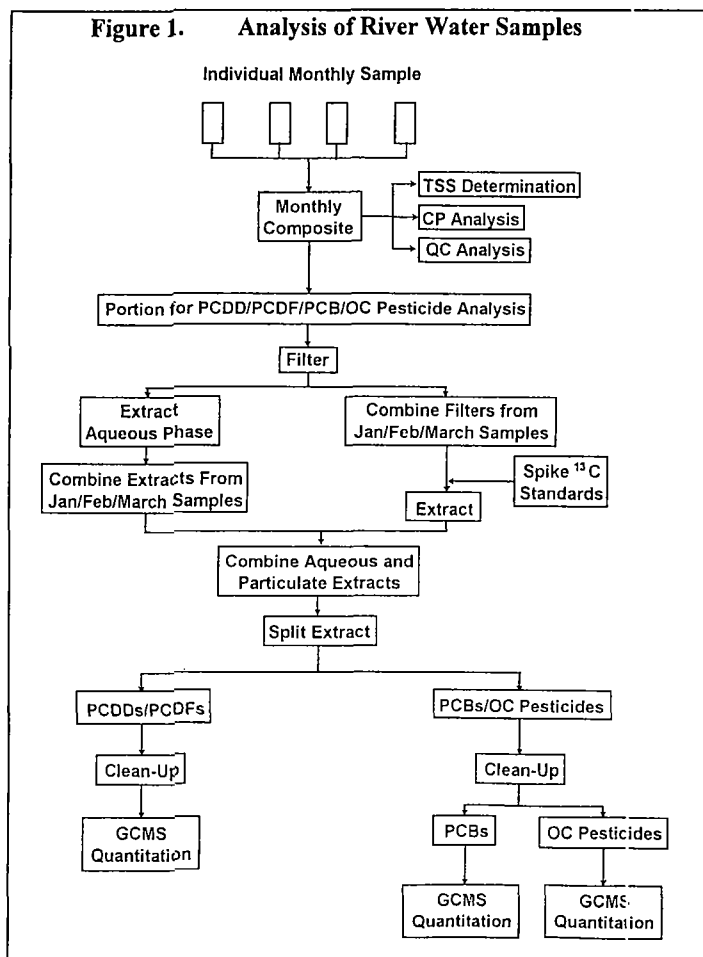 Figure 1. Analysis of River Water Samples
Individual Monthly Sample
Monthly
Composite
TSS Determination
CP Analysis
QC Analysis
Portion for PCDD/PCDF/PCB/OC Pesticide Analysis
Filter
Extract
Aqueous Phase
Combine Filters from
Jan/Feb/March Samples
Combine Extracts From
Jan/Feb/March Samples
Spike ¹³C
Standards
Extract
Combine Aqueous and
Particulate Extracts
Split Extract
PCDDs/PCDFs
PCBs/OC Pesticides
Clean-Up
Clean-Up
GCMS
Quantitation
PCBs
OC Pesticides
GCMS
Quantitation
GCMS
Quantitation